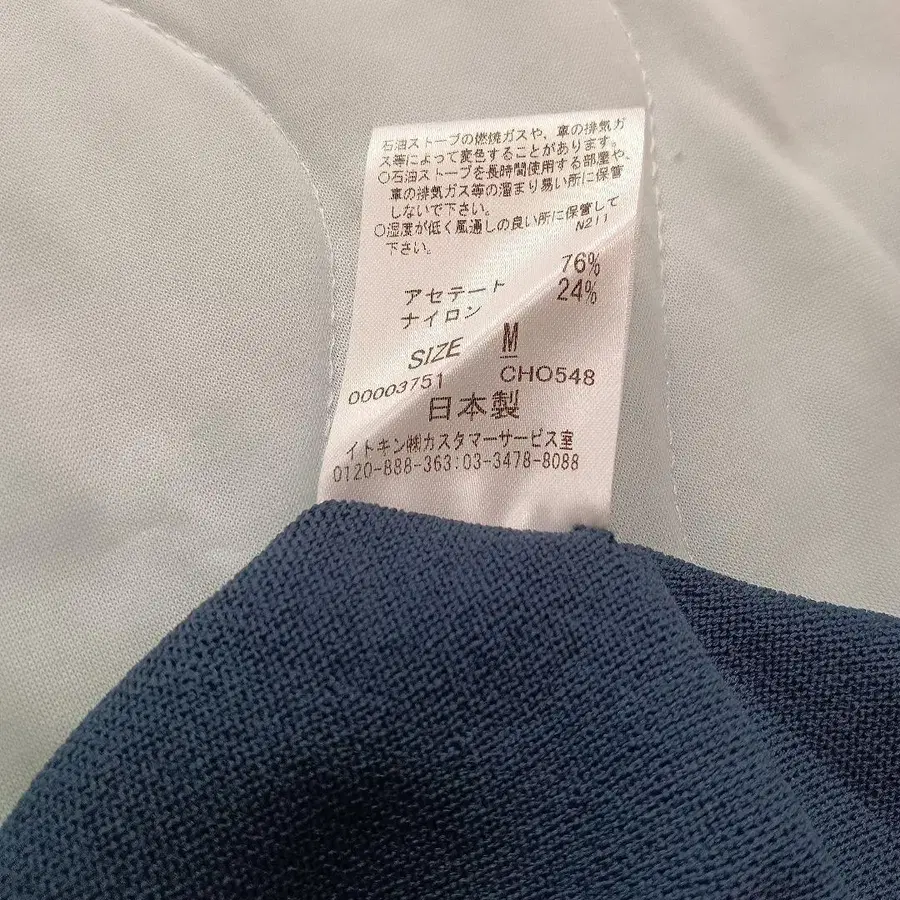 石油ストーブの燃焼ガスや、車の排気ガ
ス等によって変色することがあります。
○石油ストーブを長時間使用する部屋や、
車の排気ガス等の溜まり易い所に保管
しないで下さい。
○湿度が低く風通しの良い所に保管して
下さい。 N211
アセテート 76%
ナイロン 24%
SIZE M
00003751 CHO548
日本製
イトキン㈱カスタマーサービス室
0120-888-363:03-3478-8088